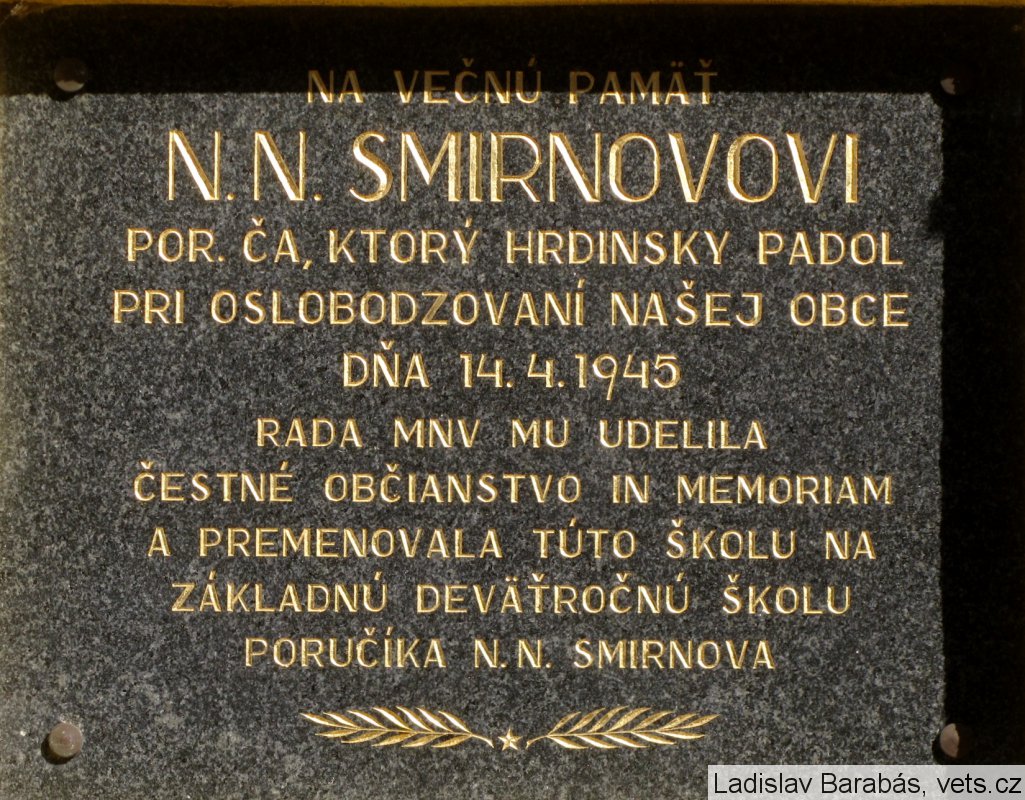 NA VEČNÚ PAMÄŤ
N. N. SMIRNOVOVI
POR. ČA, KTORÝ HRDINSKY PADOL
PRI OSLOBODZOVANÍ NAŠEJ OBCE
DŇA 14. 4. 1945
RADA MNV MU UDELILA
ČESTNÉ OBČIANSTVO IN MEMORIAM
A PREMENOVALA TÚTO ŠKOLU NA
ZÁKLADNÚ DEVÄŤROČNÚ ŠKOLU
PORUČÍKA N. N. SMIRNOVA
Ladislav Barabás, vets.cz